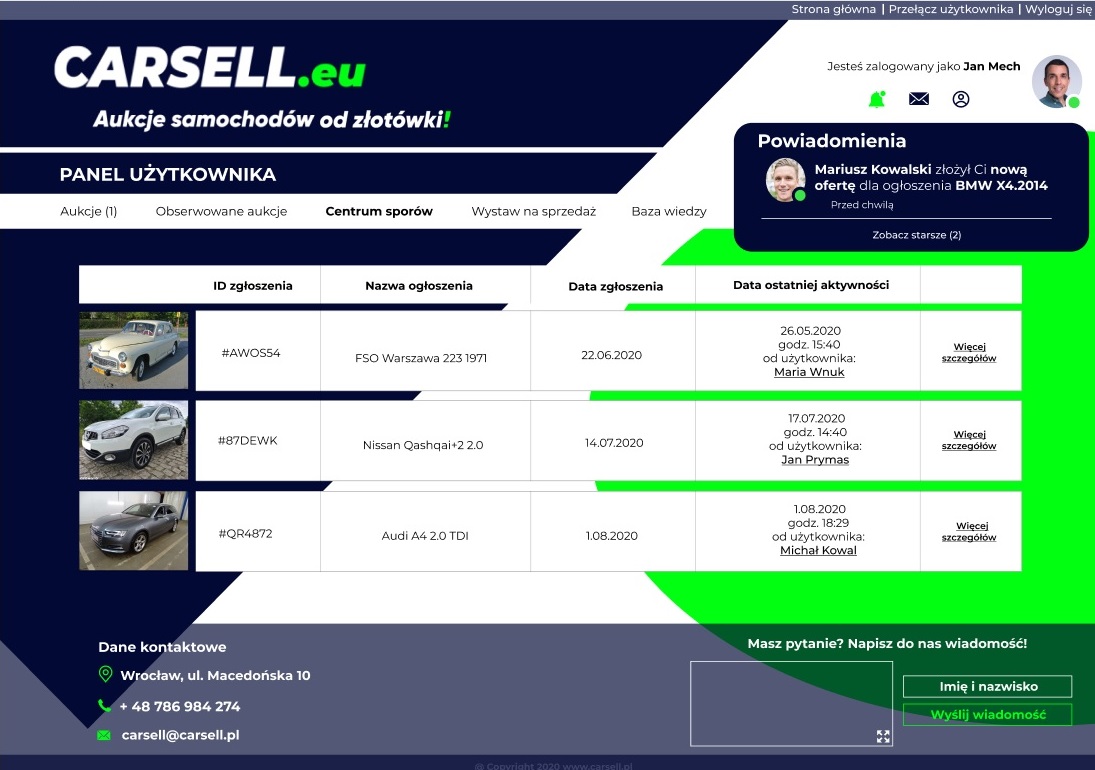 Strona główna | Przełącz użytkownika | Wyloguj się
CARSELL.eu
Aukcje samochodów od złotówki!
Jesteś zalogowany jako Jan Mech
Powiadomienia
Mariusz Kowalski złożył Ci nową
ofertę dla ogłoszenia BMW X4.2014
Przed chwilą
Zobacz starsze (2)
PANEL UŻYTKOWNIKA
Aukcje (1) Obserwowane aukcje Centrum sporów Wystaw na sprzedaż Baza wiedzy
ID zgłoszenia Nazwa ogłoszenia Data zgłoszenia Data ostatniej aktywności
#AWOS54
FSO Warszawa 223 1971
22.06.2020
26.05.2020
godz. 15:40
od użytkownika:
Maria Wnuk
Więcej
szczegółów
#87DEWK
Nissan Qashqai+2 2.0
14.07.2020
17.07.2020
godz. 14:40
od użytkownika:
Jan Prymas
Więcej
szczegółów
#QR4872
Audi A4 2.0 TDI
1.08.2020
1.08.2020
godz. 18:29
od użytkownika:
Michał Kowal
Więcej
szczegółów
Dane kontaktowe
Wrocław, ul. Macedońska 10
+ 48 786 984 274
carsell@carsell.pl
Masz pytanie? Napisz do nas wiadomość!
Imię i nazwisko
Wyślij wiadomość
@ Copyright 2020 www.carsell.pl